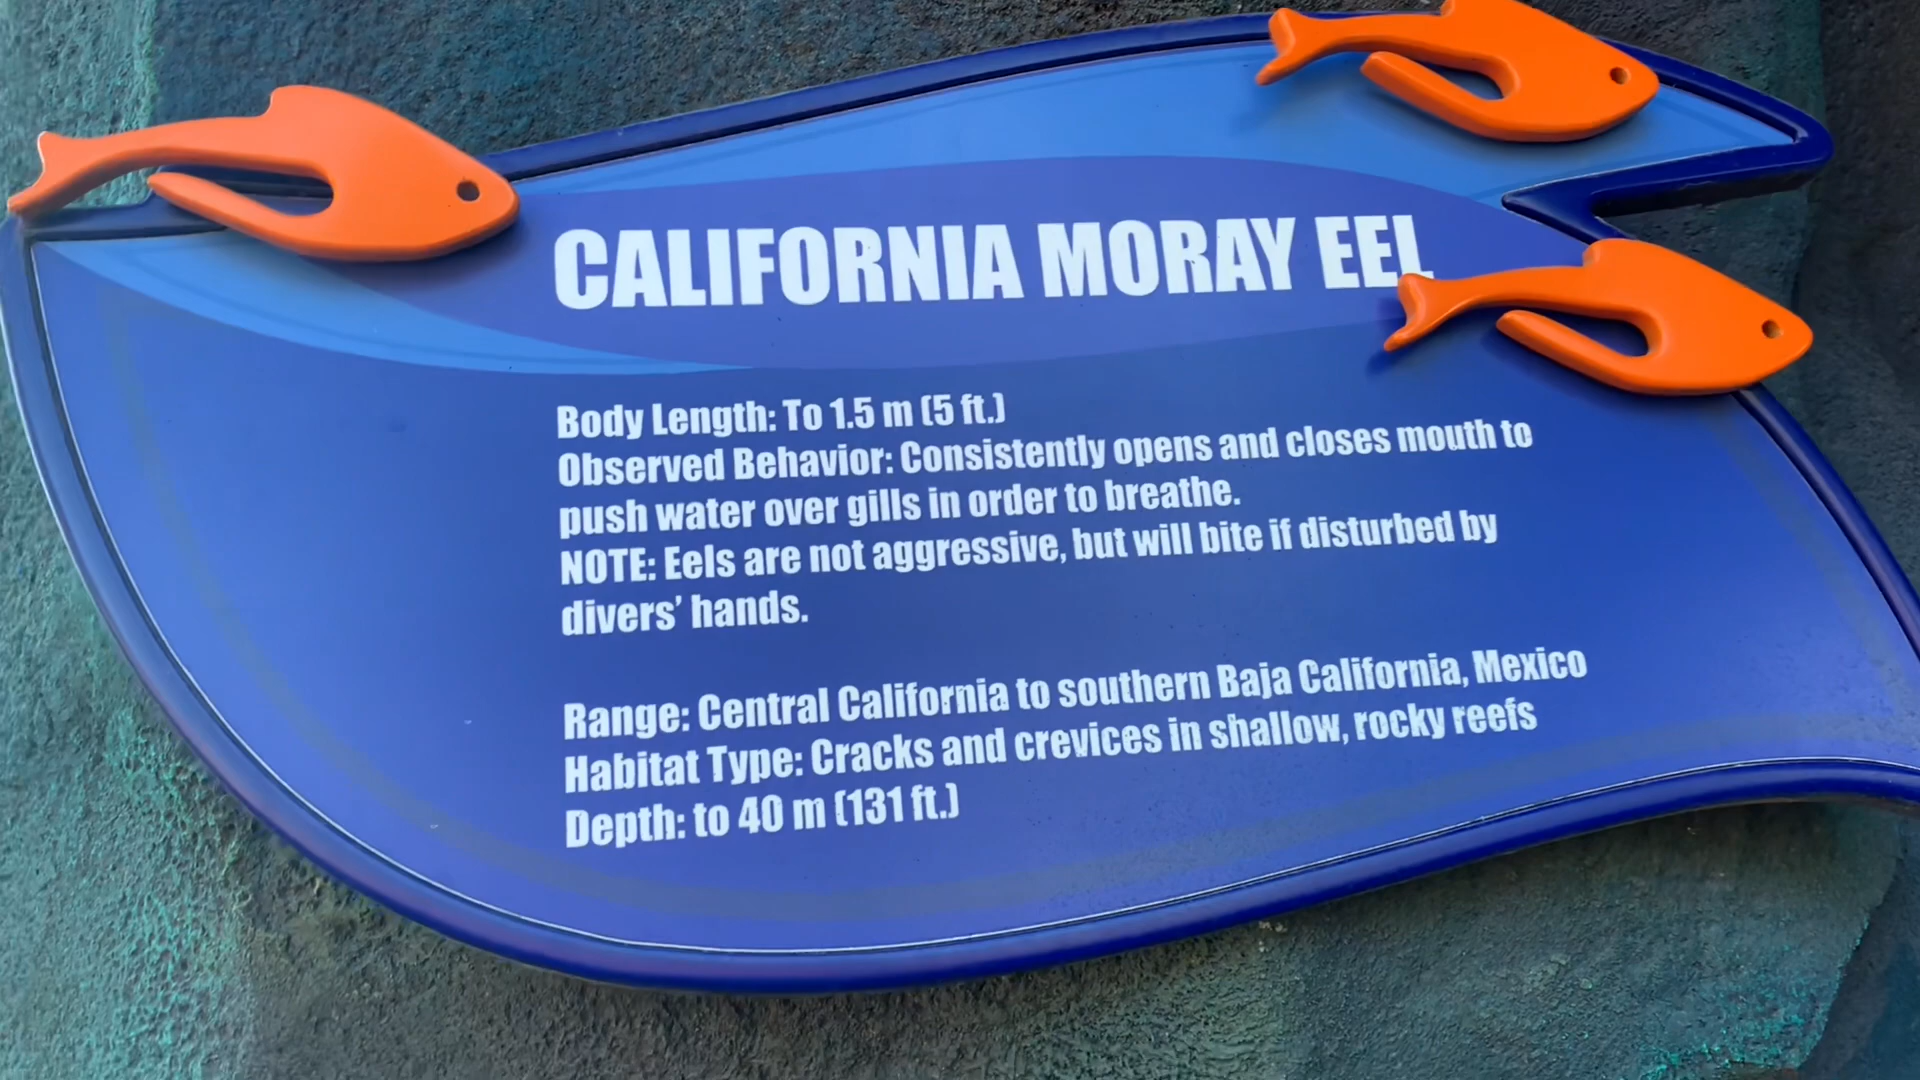 CALIFORNIA MORAY EEL
Body Length: To 1.5 m (5 ft.)
Observed Behavior: Consistently opens and closes mouth to
push water over gills in order to breathe.
NOTE: Eels are not aggressive, but will bite if disturbed by
divers’ hands.
Range: Central California to southern Baja California, Mexico
Habitat Type: Cracks and crevices in shallow, rocky reefs
Depth: to 40 m (131 ft.)